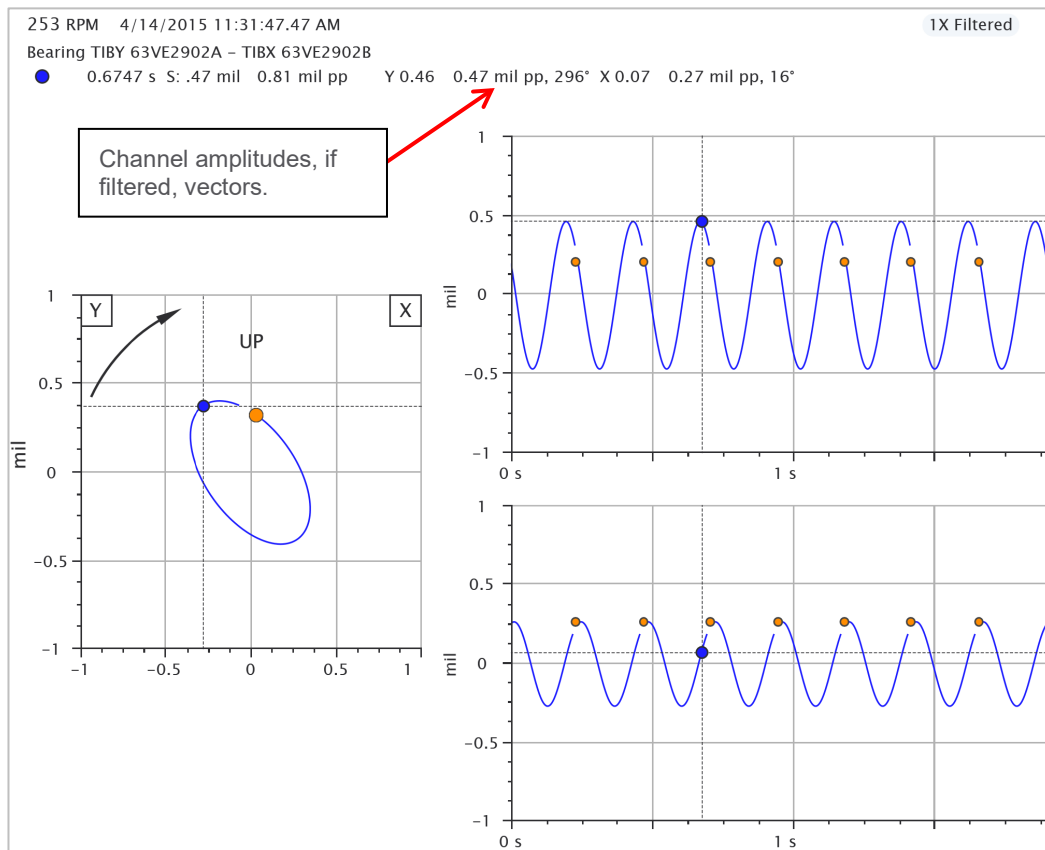 253 RPM 4/14/2015 11:31:47.47 AM
1X Filtered
Bearing TIBY 63VE2902A – TIBX 63VE2902B
0.6747 s S: .47 mil 0.81 mil pp Y 0.46 0.47 mil pp, 296° X 0.07 0.27 mil pp, 16°
Channel amplitudes, if
filtered, vectors.
1
0.5
0
-0.5
-1
mil
0 s
1 s
Y
X
UP
1
0.5
0
-0.5
-1
mil
-1
-0.5
0
0.5
1
1
0.5
0
-0.5
-1
mil
0 s
1 s